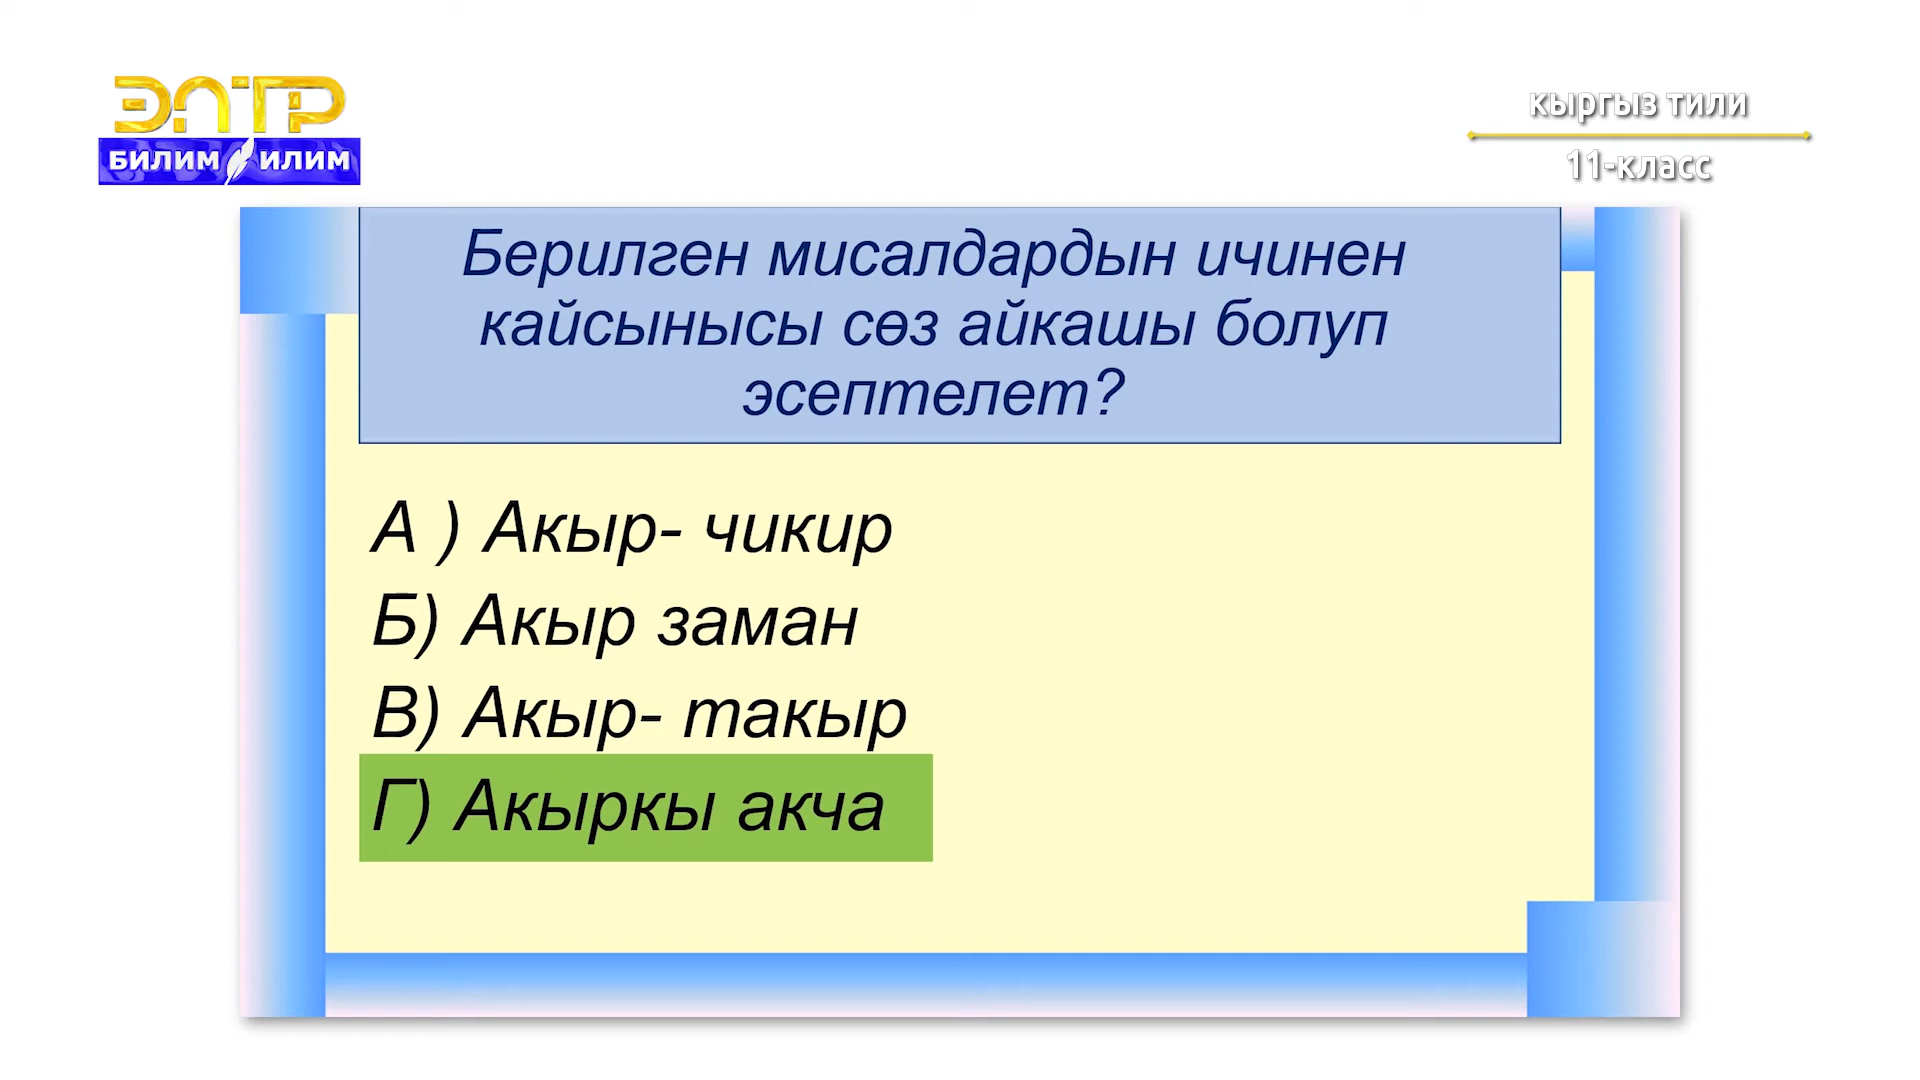 ЭЛТР
БИЛИМ ИЛИМ
кыргыз тили
11-класс
Берилген мисалдардын ичинен
кайсынысы сөз айкашы болуп
эсептелет?
А ) Акыр- чикир
Б) Акыр заман
В) Акыр- такыр
Г) Акыркы акча